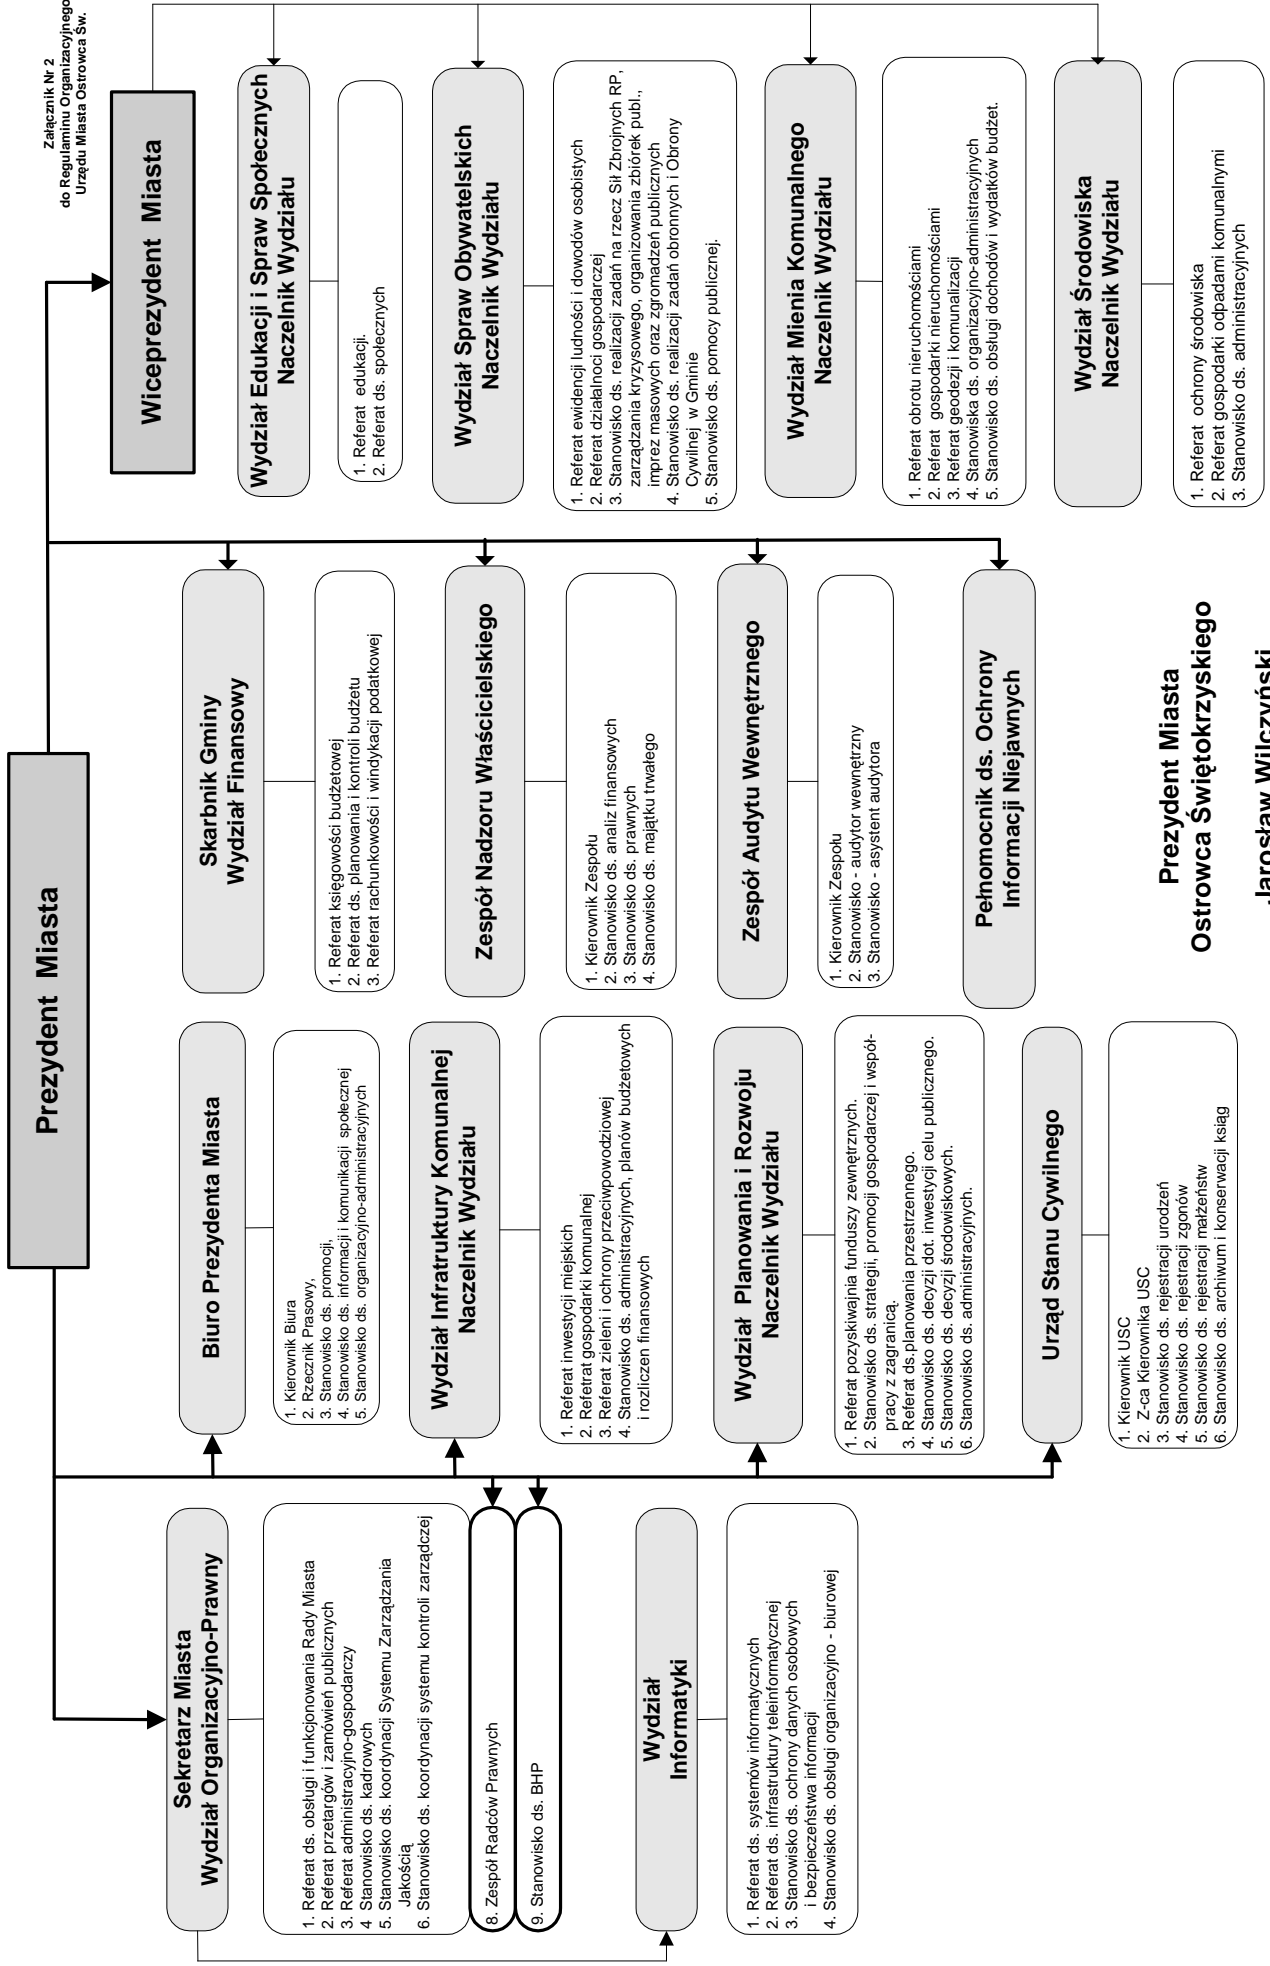 Załącznik Nr 2
do Regulaminu Organizacyjnego
Urzędu Miasta Ostrowca Św.
Prezydent Miasta
Wiceprezydent Miasta
Sekretarz Miasta
Wydział Organizacyjno-Prawny
1. Referat ds. obsługi i funkcjonowania Rady Miasta
2. Referat przetargów i zamówień publicznych
3. Referat administracyjno-gospodarczy
4 Stanowisko ds. kadrowych
5. Stanowisko ds. koordynacji Systemu Zarządzania
Jakością
6. Stanowisko ds. koordynacji systemu kontroli zarządczej
8. Zespół Radców Prawnych
9. Stanowisko ds. BHP
Wydział
Informatyki
1. Referat ds. systemów informatycznych
2. Referat ds. infrastruktury teleinformatycznej
3. Stanowisko ds. ochrony danych osobowych
i bezpieczeństwa informacji
4. Stanowisko ds. obsługi organizacyjno - biurowej
Biuro Prezydenta Miasta
1. Kierownik Biura
2. Rzecznik Prasowy,
3. Stanowisko ds. promocji,
4. Stanowisko ds. informacji i komunikacji społecznej
5. Stanowisko ds. organizacyjno-administracyjnych
Wydział Infratruktury Komunalnej
Naczelnik Wydziału
1. Referat inwestycji miejskich
2. Refetrat gospodarki komunalnej
3. Referat zieleni i ochrony przeciwpowodziowej
4. Stanowisko ds. administracyjnych, planów budżetowych
i rozliczen finansowych
Wydział Planowania i Rozwoju
Naczelnik Wydziału
1. Referat pozyskiwajnia funduszy zewnętrznych.
2. Stanowisko ds. strategii, promocji gospodarczej i współ-
pracy z zagranicą.
3. Referat ds.planowania przestrzennego.
4. Stanowisko ds. decyzji dot. inwestycji celu publicznego.
5. Stanowisko ds. decyzji środowiskowych.
6. Stanowisko ds. administracyjnych.
Urząd Stanu Cywilnego
1. Kierownik USC
2. Z-ca Kierownika USC
3. Stanowisko ds. rejestracji urodzeń
4. Stanowisko ds. rejestracji zgonów
5. Stanowisko ds. rejestracji małżeństw
6. Stanowisko ds. archiwum i konserwacji ksiąg
Skarbnik Gminy
Wydział Finansowy
1. Referat księgowości budżetowej
2. Referat ds. planowania i kontroli budżetu
3. Referat rachunkowości i windykacji podatkowej
Zespół Nadzoru Właścicielskiego
1. Kierownik Zespołu
2. Stanowisko ds. analiz finansowych
3. Stanowisko ds. prawnych
4. Stanowisko ds. majątku trwałego
Zespół Audytu Wewnętrznego
1. Kierownik Zespołu
2. Stanowisko - audytor wewnętrzny
3. Stanowisko - asystent audytora
Pełnomocnik ds. Ochrony
Informacji Niejawnych
Wydział Edukacji i Spraw Społecznych
Naczelnik Wydziału
1. Referat edukacji.
2. Referat ds. społecznych
Wydział Spraw Obywatelskich
Naczelnik Wydziału
1. Referat ewidencji ludności i dowodów osobistych
2. Referat działalnoci gospodarczej
3. Stanowisko ds. realizacji zadań na rzecz Sił Zbrojnych RP,
zarządzania kryzysowego, organizowania zbiórek publ.,
imprez masowych oraz zgromadzeń publicznych
4. Stanowisko ds. realizacji zadań obronnych i Obrony
Cywilnej w Gminie
5. Stanowisko ds. pomocy publicznej.
Wydział Mienia Komunalnego
Naczelnik Wydziału
1. Referat obrotu nieruchomościami
2. Referat gospodarki nieruchomościami
3. Referat geodezji i komunalizacji
4. Stanowiska ds. organizacyjno-administracyjnych
5. Stanowisko ds. obsługi dochodów i wydatków budżet.
Wydział Środowiska
Naczelnik Wydziału
1. Referat ochrony środowiska
2. Referat gospodarki odpadami komunalnymi
3. Stanowisko ds. administracyjnych
Prezydent Miasta
Ostrowca Świętokrzyskiego
Jarosław Wilczyński